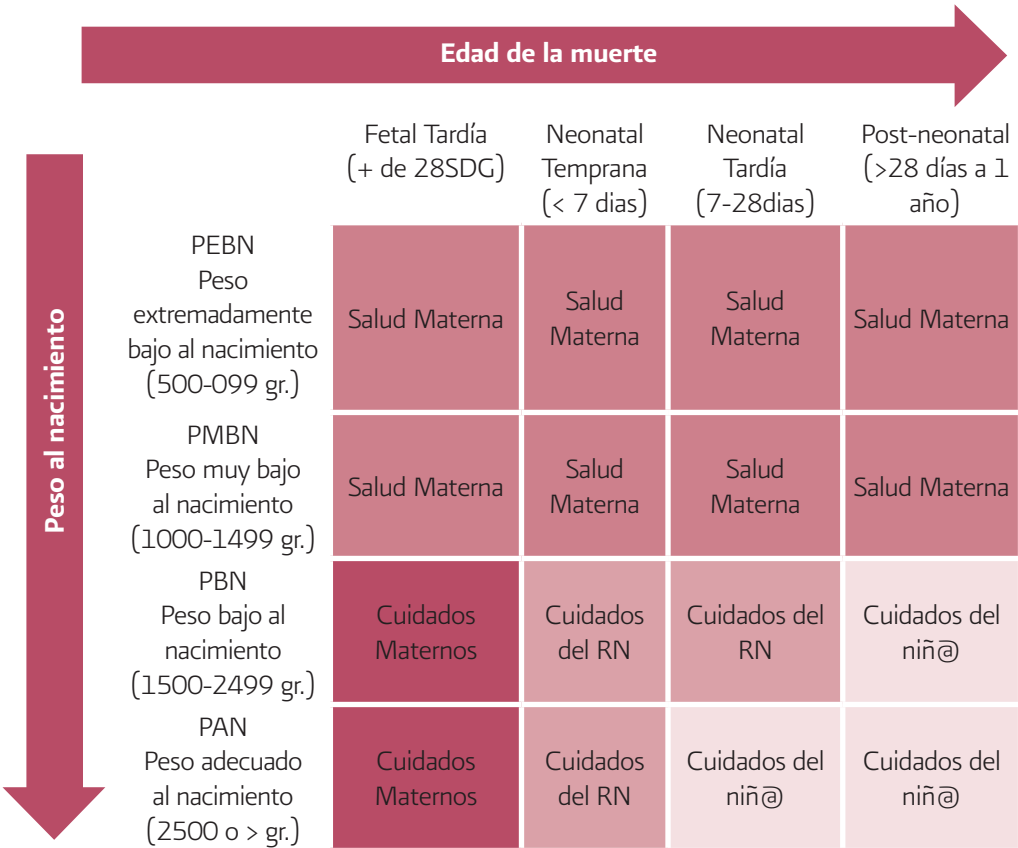 Edad de la muerte
Fetal Tardía
(+ de 28SDG)
Neonatal
Temprana
(< 7 dias)
Neonatal
Tardía
(7-28dias)
Post-neonatal
(>28 días a 1
año)
Peso al nacimiento
PEBN
Peso
extremadamente
bajo al nacimiento
(500-099 gr.)
Salud Materna
Salud
Materna
Salud
Materna
Salud Materna
PMBN
Peso muy bajo
al nacimiento
(1000-1499 gr.)
Salud Materna
Salud
Materna
Salud
Materna
Salud Materna
PBN
Peso bajo al
nacimiento
(1500-2499 gr.)
Cuidados
Maternos
Cuidados
del RN
Cuidados del
RN
Cuidados del
niñ@
PAN
Peso adecuado
al nacimiento
(2500 o > gr.)
Cuidados
Maternos
Cuidados
del RN
Cuidados del
niñ@
Cuidados del
niñ@